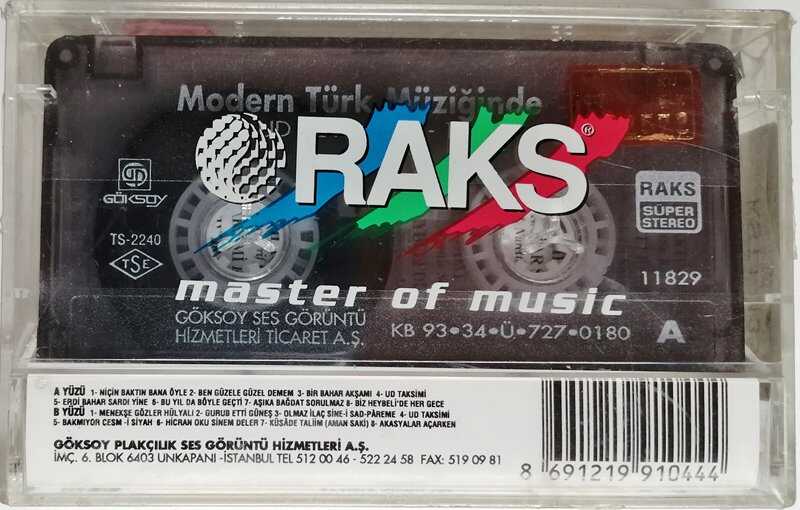 Modern Türk Müziğinde
UD
RAKS®
GÖKSOY
TS-2240
TSE
RAKS
SÜPER
STEREO
11829
master of music
GÖKSOY SES GÖRÜNTÜ
HİZMETLERİ TİCARET A.Ş.
KB 93•34•Ü•727•0180
A
A YÜZÜ 1- NİÇİN BAKTIN BANA ÖYLE 2- BEN GÜZELE GÜZEL DEMEM 3- BİR BAHAR AKŞAMI 4- UD TAKSİMİ
5- ERDİ BAHAR SARDI YİNE 6- BU YIL DA BÖYLE GEÇTİ 7- AŞIKA BAĞDAT SORULMAZ 8- BİZ HEYBELİ'DE HER GECE
B YÜZÜ 1- MENEKŞE GÖZLER HÜLYALI 2- GURUB ETTİ GÜNEŞ 3- OLMAZ İLAÇ SİNE-İ SAD-PÂREME 4- UD TAKSİMİ
5- BAKMIYOR CESM -İ SİYAH 6- HİCRAN OKU SİNEM DELER 7- KÜSÂDE TALİİM (AMAN SAKİ) 8- AKASYALAR AÇARKEN
GÖKSOY PLAKÇILIK SES GÖRÜNTÜ HİZMETLERİ A.Ş.
İMÇ. 6. BLOK 6403 UNKAPANI -İSTANBUL TEL 512 00 46 - 522 24 58 FAX: 519 09 81
8 691219 910444